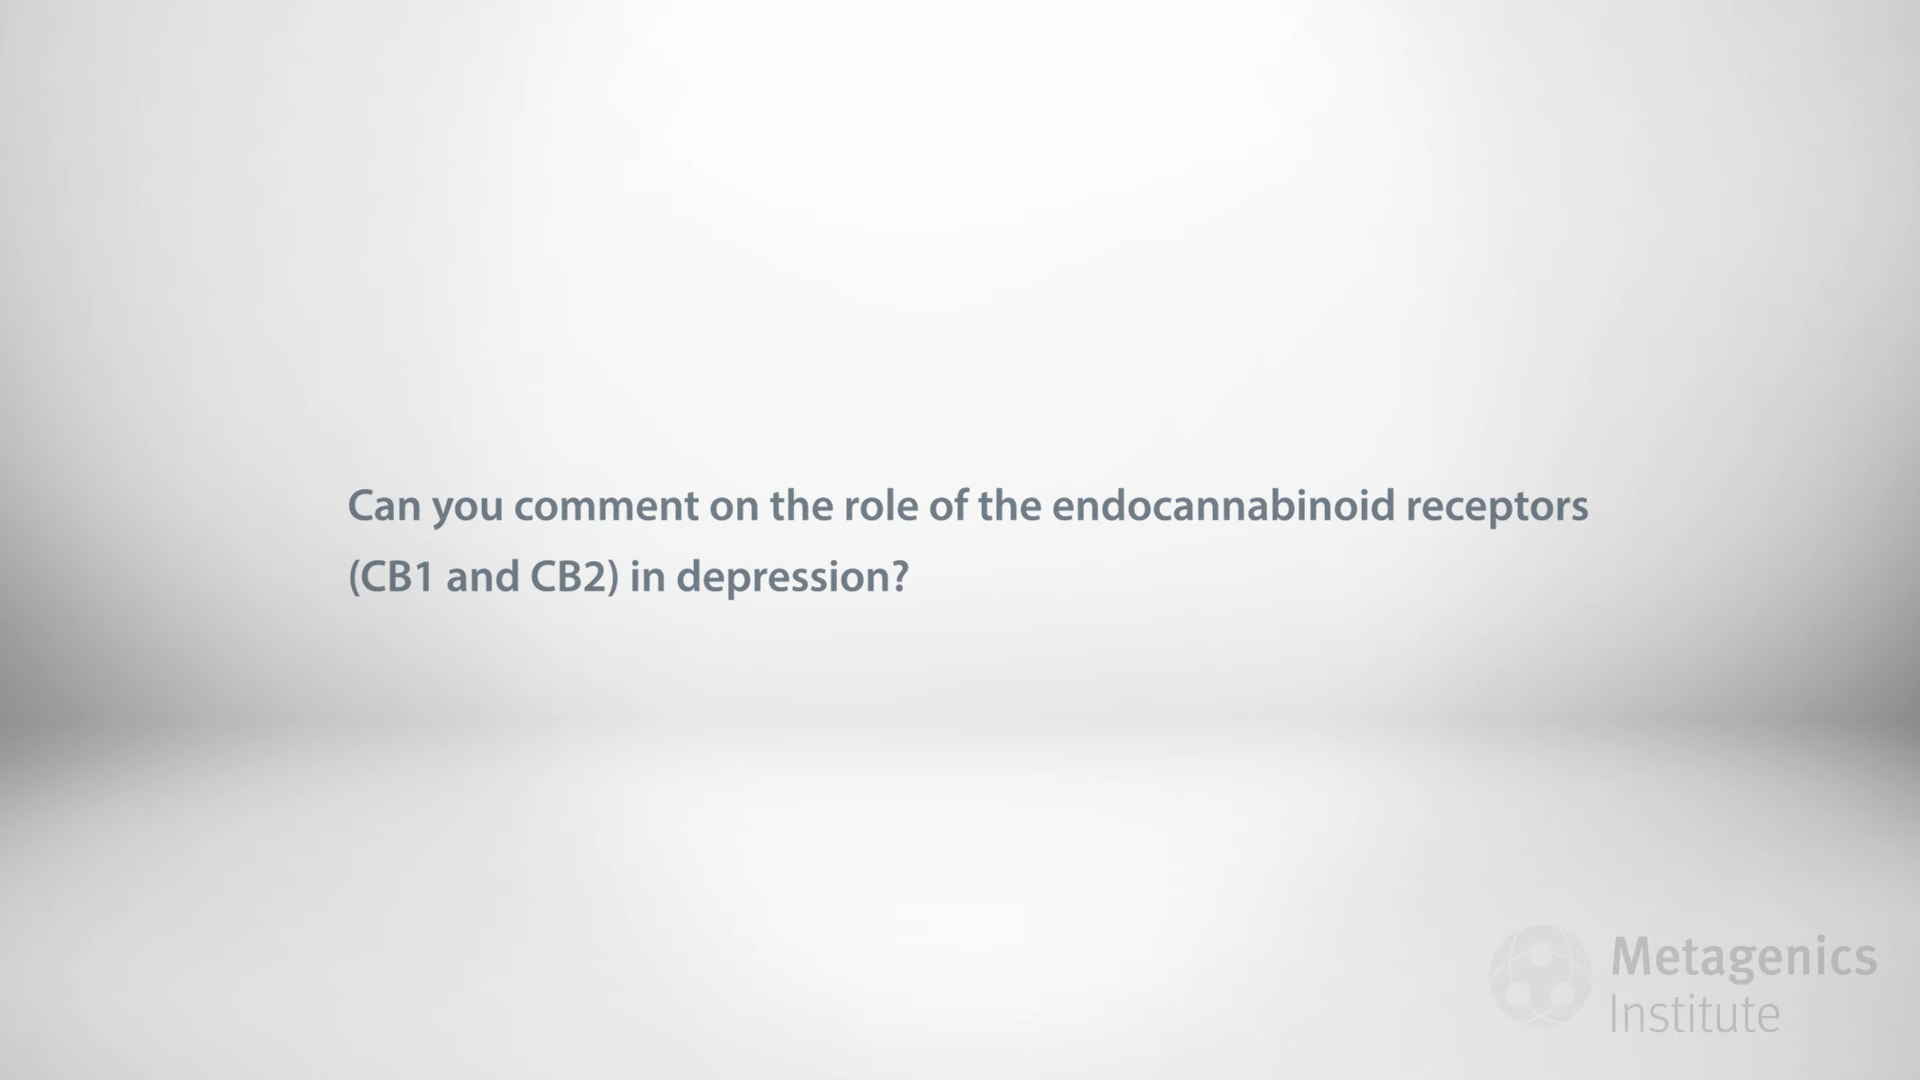 Can you comment on the role of the endocannabinoid receptors
(CB1 and CB2) in depression?
Metagenics
Institute